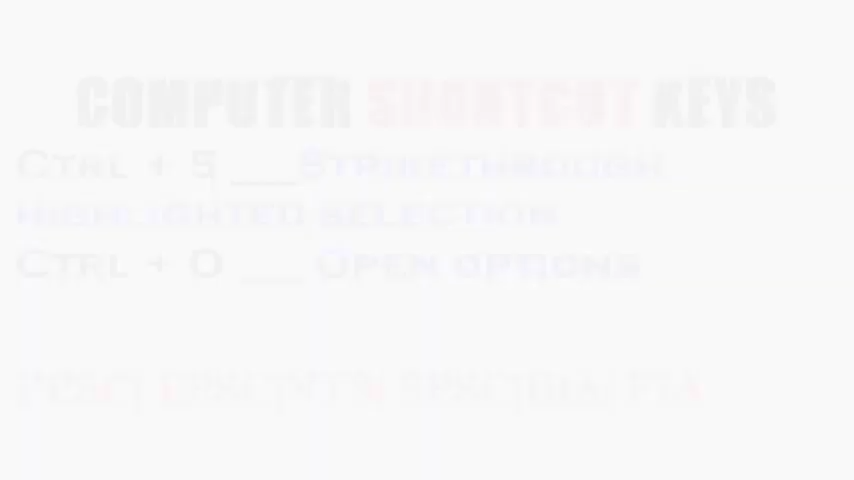 COMPUTER SHORTCUT KEYS
CTRL + 5 ___STRIKETHROUGH
HIGHLIGHTED SELECTION
CTRL + O ___ OPEN OPTIONS